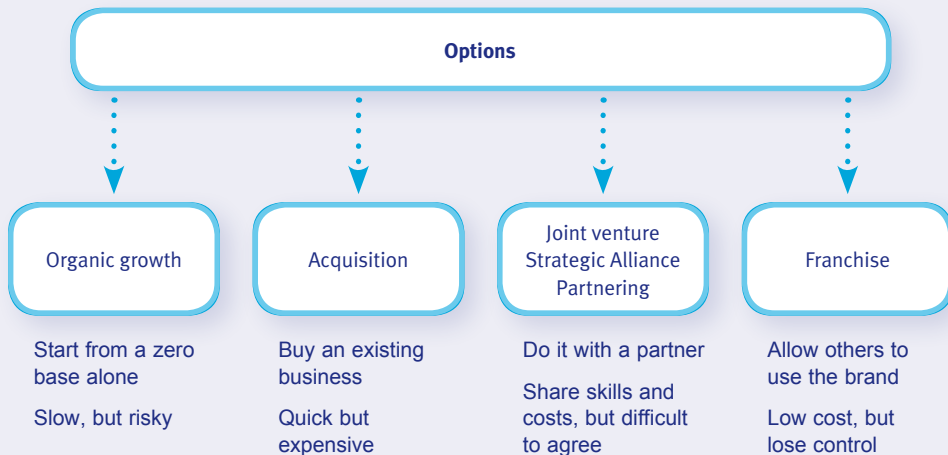 Options
Organic growth
Acquisition
Joint venture
Strategic Alliance
Partnering
Franchise
Start from a zero
base alone
Slow, but risky
Buy an existing
business
Quick but
expensive
Do it with a partner
Share skills and
costs, but difficult
to agree
Allow others to
use the brand
Low cost, but
lose control